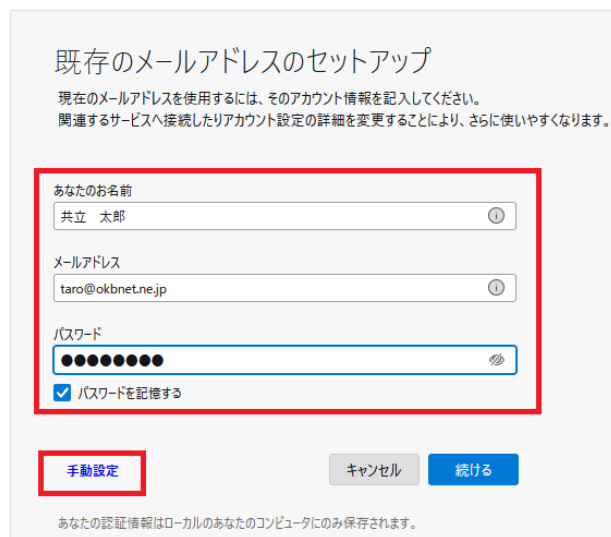 既存のメールアドレスのセットアップ
現在のメールアドレスを使用するには、そのアカウント情報を記入してください。
関連するサービスへ接続したりアカウント設定の詳細を変更することにより、さらに使いやすくなります。
あなたのお名前
共立　太郎
メールアドレス
taro@okbnet.ne.jp
パスワード
●●●●●●●●
パスワードを記憶する
手動設定 キャンセル 続ける
あなたの認証情報はローカルのあなたのコンピュータにのみ保存されます。